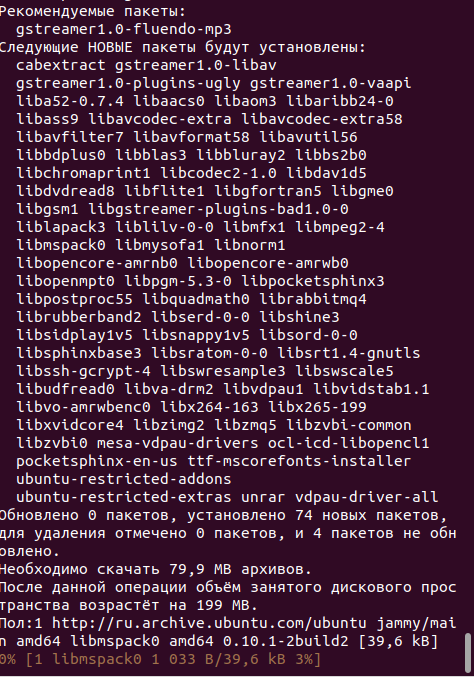 Рекомендуемые пакеты:
gstreamer1.0-fluendo-mp3
Следующие НОВЫЕ пакеты будут установлены:
cabextract gstreamer1.0-libav
gstreamer1.0-plugins-ugly gstreamer1.0-vaapi
liba52-0.7.4 libaacs0 libaom3 libaribb24-0
libass9 libavcodec-extra libavcodec-extra58
libavfilter7 libavformat58 libavutil56
libbdplus0 libblas3 libbluray2 libbs2b0
libchromaprint1 libcodec2-1.0 libdav1d5
libdvdread8 libflite1 libgfortran5 libgme0
libgsm1 libgstreamer-plugins-bad1.0-0
liblapack3 liblilv-0-0 libmfx1 libmpeg2-4
libmspack0 libmysofa1 libnorm1
libopencore-amrnb0 libopencore-amrwb0
libopenmpt0 libpgm-5.3-0 libpocketsphinx3
libpostproc55 libquadmath0 librabbitmq4
librubberband2 libserd-0-0 libshine3
libsidplay1v5 libsnappy1v5 libsord-0-0
libsphinxbase3 libsratom-0-0 libsrt1.4-gnutls
libssh-gcrypt-4 libswresample3 libswscale5
libudfread0 libva-drm2 libvdpau1 libvidstab1.1
libvo-amrwbenc0 libx264-163 libx265-199
libxvidcore4 libzimg2 libzmq5 libzvbi-common
libzvbi0 mesa-vdpau-drivers ocl-icd-libopencl1
pocketsphinx-en-us ttf-mscorefonts-installer
ubuntu-restricted-addons
ubuntu-restricted-extras unrar vdpau-driver-all
Обновлено 0 пакетов, установлено 74 новых пакетов,
для удаления отмечено 0 пакетов, и 4 пакетов не обн
овлено.
Необходимо скачать 79,9 MB архивов.
После данной операции объём занятого дискового прос
транства возрастёт на 199 MB.
Пол:1 http://ru.archive.ubuntu.com/ubuntu jammy/mai
n amd64 libmspack0 amd64 0.10.1-2build2 [39,6 kB]
0% [1 libmspack0 1 033 B/39,6 kB 3%]